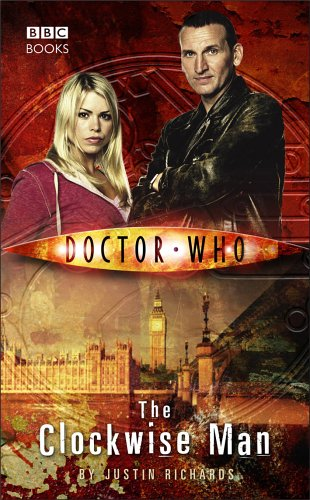 BBC
BOOKS
DOCTOR · WHO
The
Clockwise Man
BY JUSTIN RICHARDS